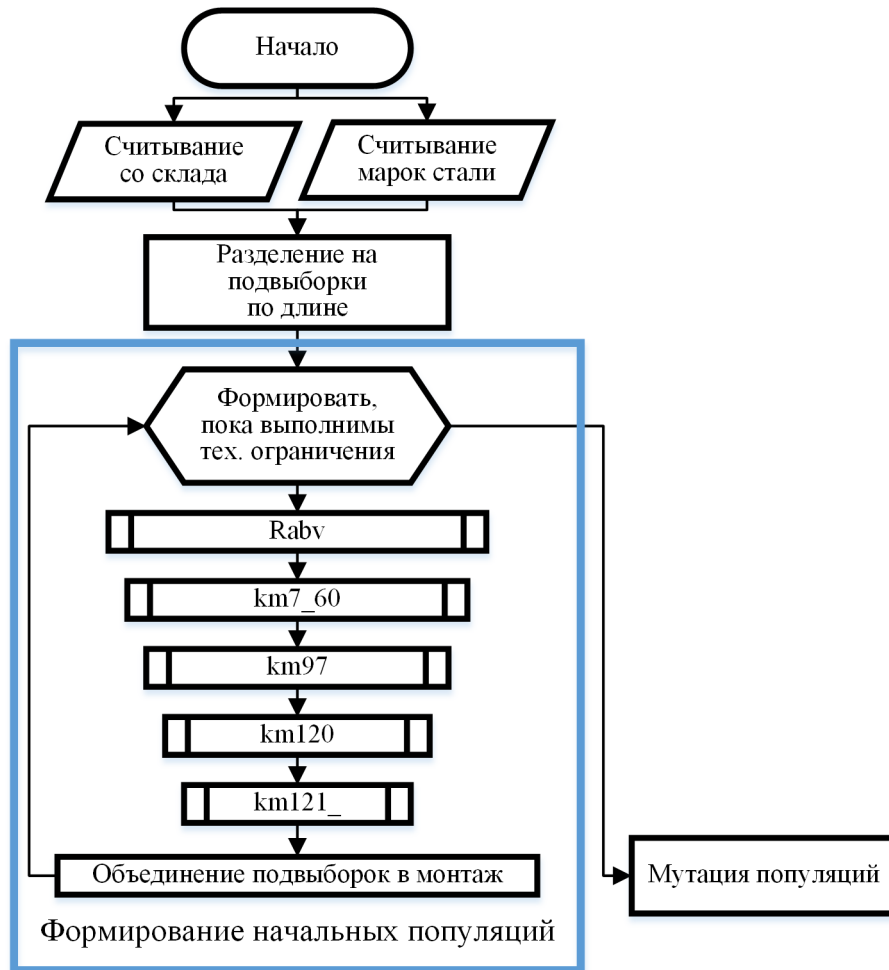 Начало
Считывание
со склада
Считывание
марок стали
Разделение на
подвыборки
по длине
Формировать,
пока выполнимы
тех. ограничения
Rabv
km7_60
km97
km120
km121_
Объединение подвыборок в монтаж
Мутация популяций
Формирование начальных популяций